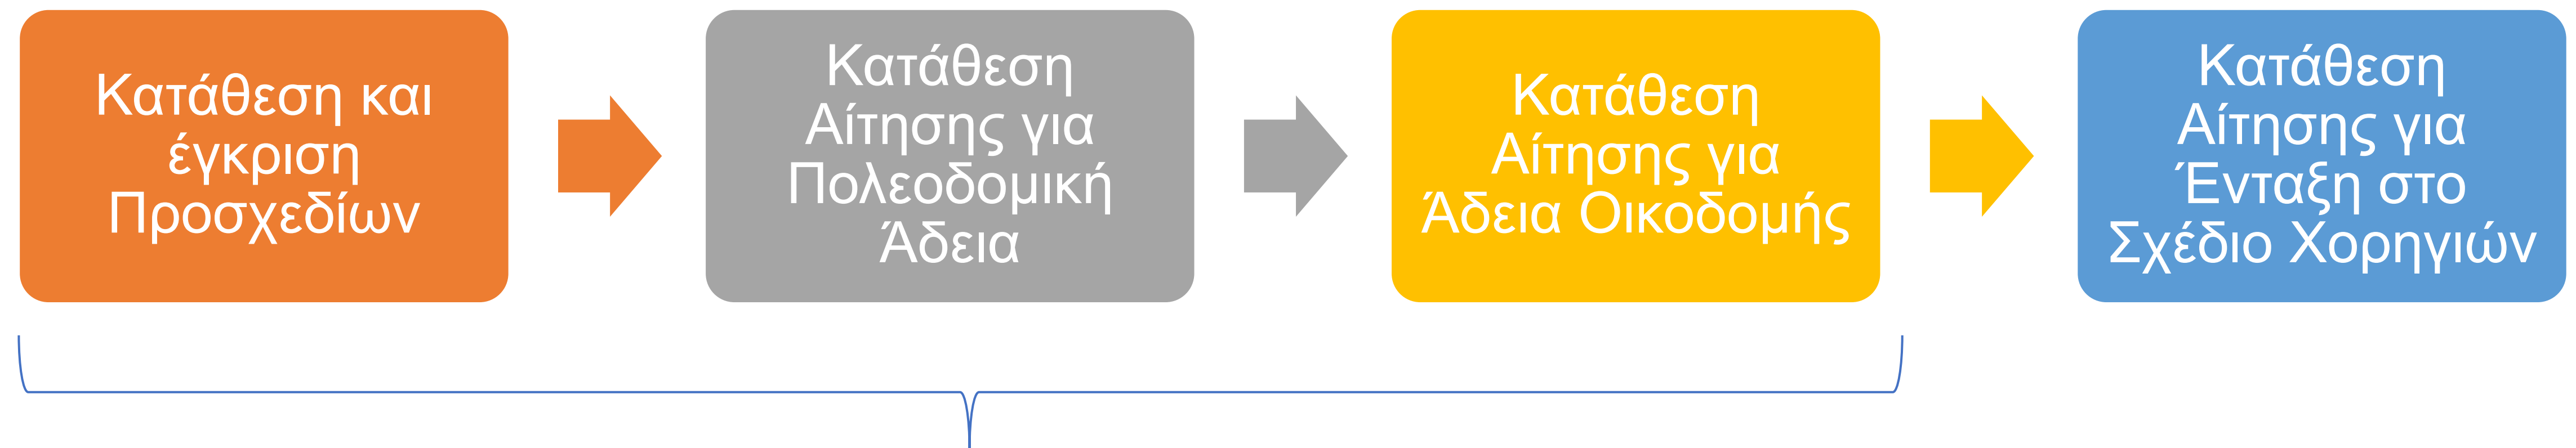 Κατάθεση και
έγκριση
Προσχεδίων
Κατάθεση
Αίτησης για
Πολεοδομική
Άδεια
Κατάθεση
Αίτησης για
Άδεια Οικοδομής
Κατάθεση
Αίτησης για
Ένταξη στο
Σχέδιο Χορηγιών